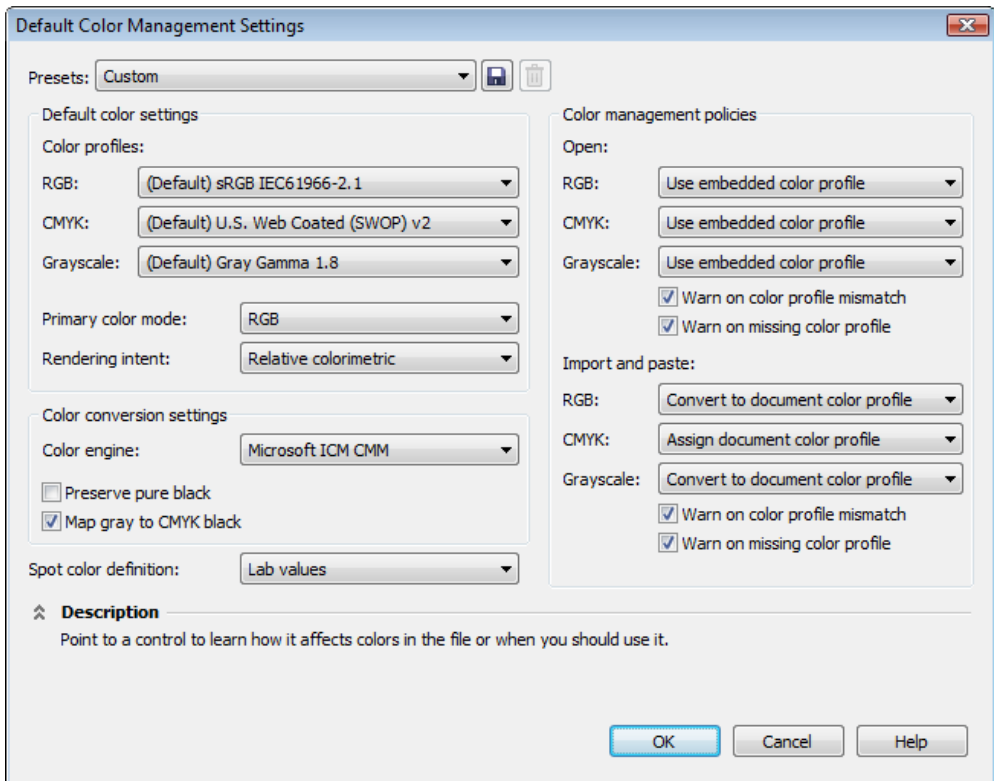 Default Color Management Settings
Presets: Custom
Default color settings
Color profiles:
RGB: (Default) sRGB IEC61966-2.1
CMYK: (Default) U.S. Web Coated (SWOP) v2
Grayscale: (Default) Gray Gamma 1.8
Primary color mode: RGB
Rendering intent: Relative colorimetric
Color conversion settings
Color engine: Microsoft ICM CMM
Preserve pure black
Map gray to CMYK black
Spot color definition: Lab values
Color management policies
Open:
RGB: Use embedded color profile
CMYK: Use embedded color profile
Grayscale: Use embedded color profile
Warn on color profile mismatch
Warn on missing color profile
Import and paste:
RGB: Convert to document color profile
CMYK: Assign document color profile
Grayscale: Convert to document color profile
Warn on color profile mismatch
Warn on missing color profile
Description
Point to a control to learn how it affects colors in the file or when you should use it.
OK Cancel Help